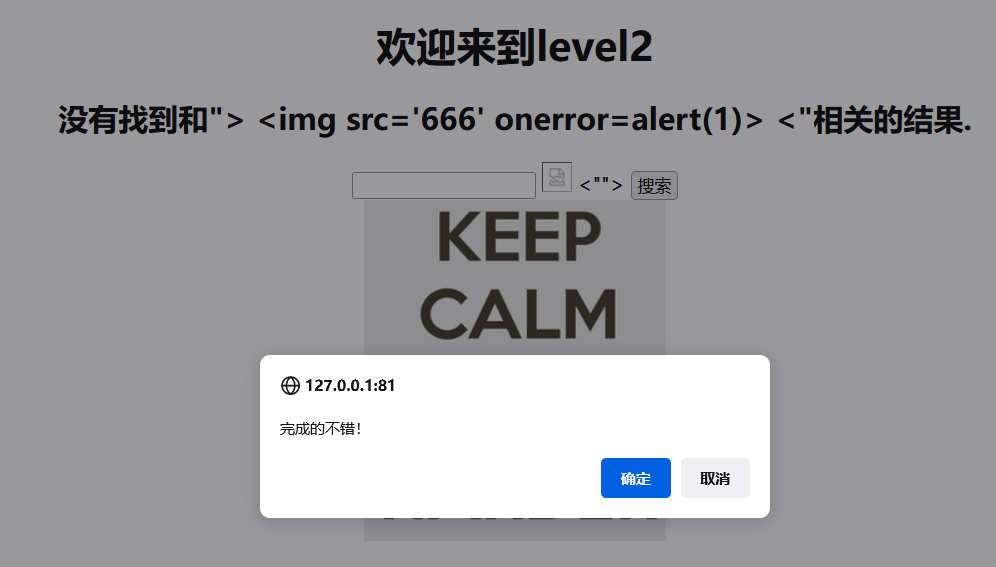 欢迎来到level2
没有找到和"> <img src='666' onerror=alert(1)> <"相关的结果.
<""> 搜索
KEEP
CALM
127.0.0.1:81
完成的不错！
确定 取消